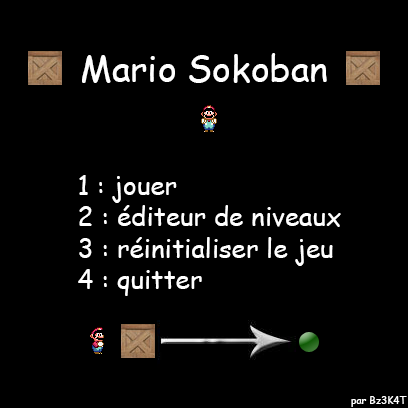 Mario Sokoban
1 : jouer
2 : éditeur de niveaux
3 : réinitialiser le jeu
4 : quitter
par Bz3K4T